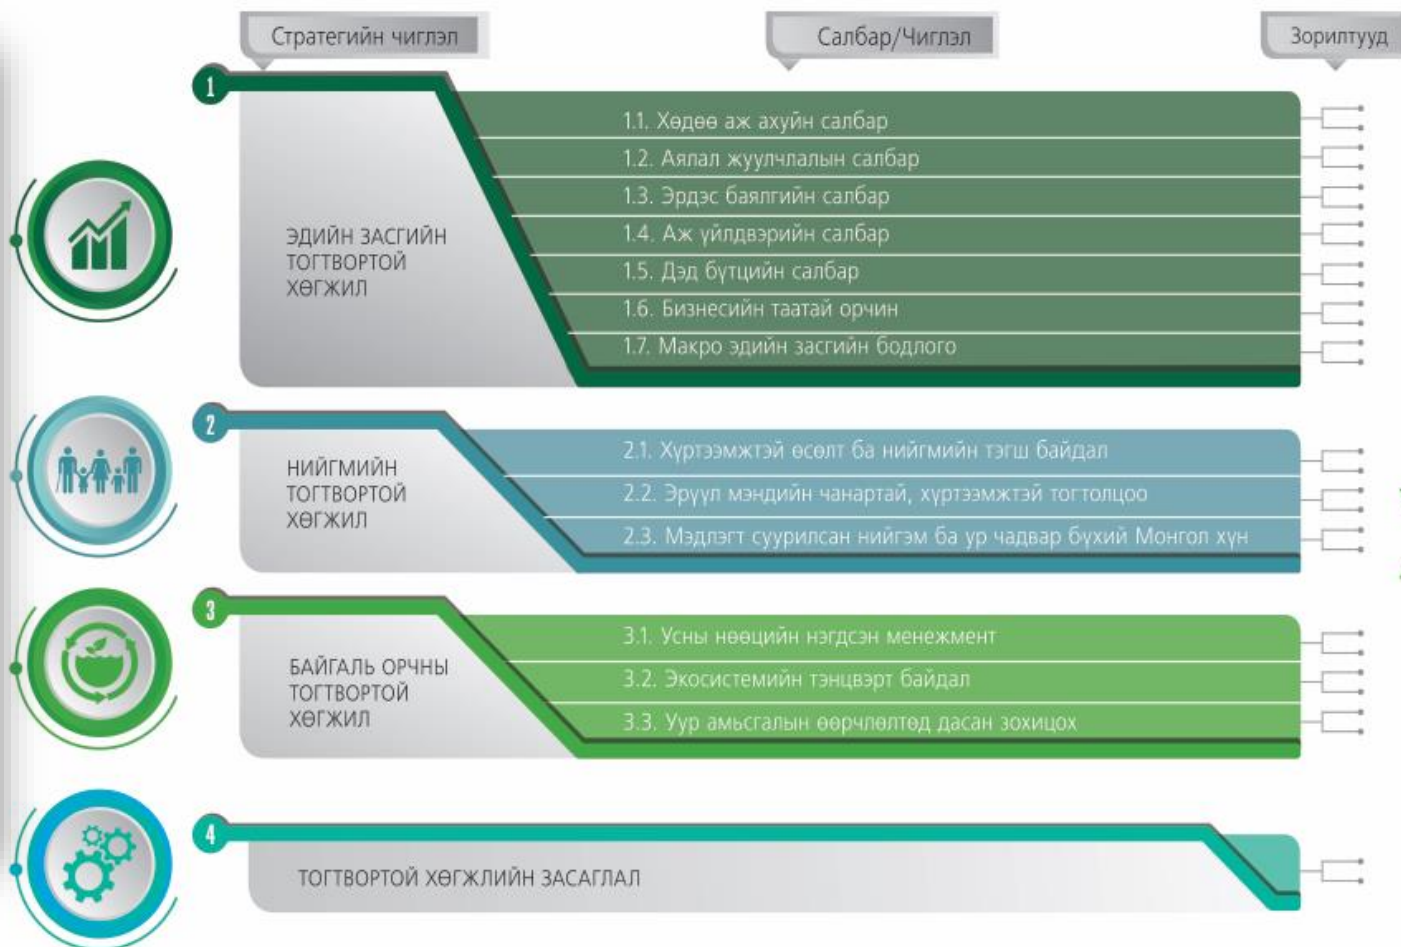 Стратегийн чиглэл
Салбар/Чиглэл
Зорилтууд
1
ЭДИЙН ЗАСГИЙН
ТОГТВОРТОЙ
ХӨГЖИЛ
1.1. Хөдөө аж ахуйн салбар
1.2. Аялал жуулчлалын салбар
1.3. Эрдэс баялгийн салбар
1.4. Аж үйлдвэрийн салбар
1.5. Дэд бүтцийн салбар
1.6. Бизнесийн таатай орчин
1.7. Макро эдийн засгийн бодлого
2
НИЙГМИЙН
ТОГТВОРТОЙ
ХӨГЖИЛ
2.1. Хүртээмжтэй өсөлт ба нийгмийн тэгш байдал
2.2. Эрүүл мэндийн чанартай, хүртээмжтэй тогтолцоо
2.3. Мэдлэгт суурилсан нийгэм ба ур чадвар бүхий Монгол хүн
3
БАЙГАЛЬ ОРЧНЫ
ТОГТВОРТОЙ
ХӨГЖИЛ
3.1. Усны нөөцийн нэгдсэн менежмент
3.2. Экосистемийн тэнцвэрт байдал
3.3. Уур амьсгалын өөрчлөлтөд дасан зохицох
4
ТОГТВОРТОЙ ХӨГЖЛИЙН ЗАСАГЛАЛ